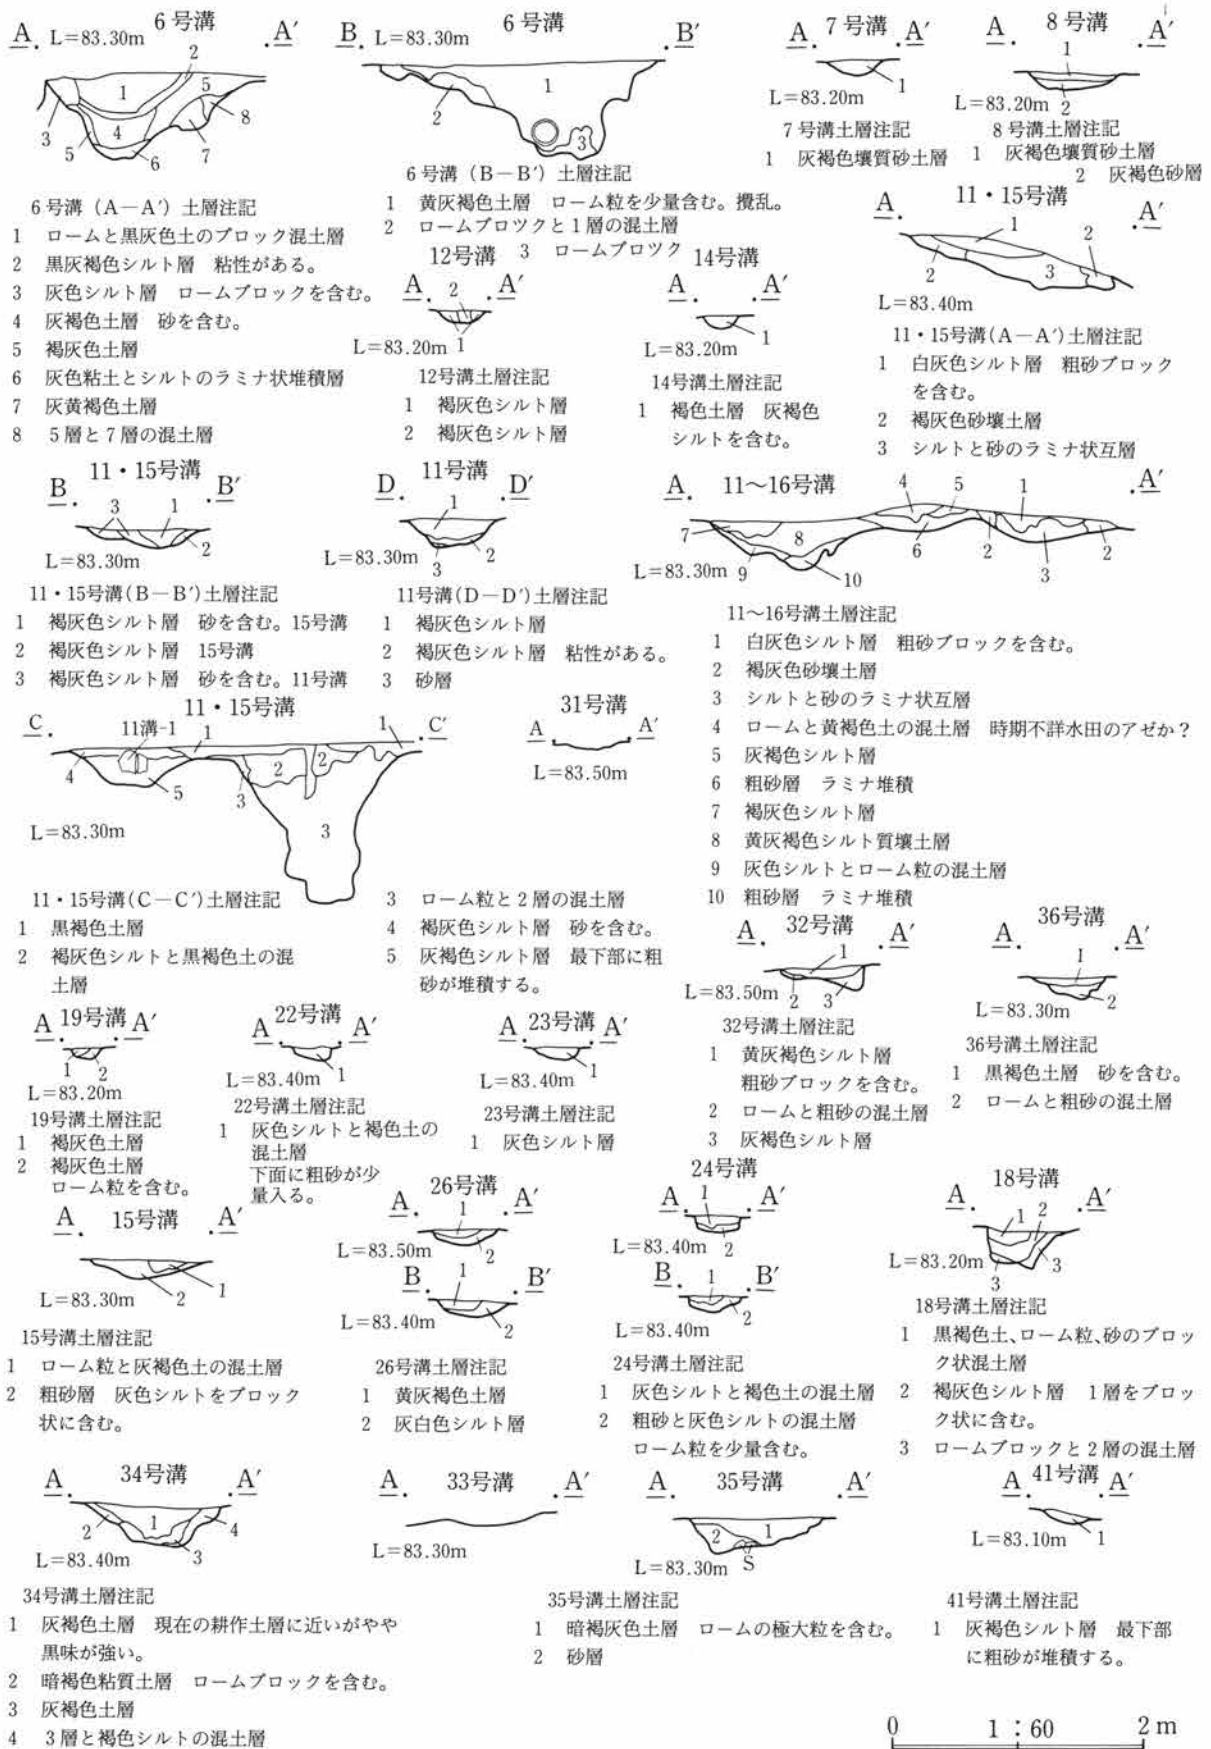 6号溝
A. L=83.30m .A′
2
1
5
8
4
3
5
6
7
6号溝（A－A′）土層注記
1 ロームと黒灰色土のブロック混土層
2 黒灰褐色シルト層 粘性がある。
3 灰色シルト層 ロームブロックを含む。
4 灰褐色土層 砂を含む。
5 褐灰色土層
6 灰色粘土とシルトのラミナ状堆積層
7 灰黄褐色土層
8 5層と7層の混土層
6号溝
B. L=83.30m .B′
1
2
3
6号溝（B－B′）土層注記
1 黄灰褐色土層 ローム粒を少量含む。攪乱。
2 ロームブロツクと1層の混土層
3 ロームブロツク
A. 7号溝 .A′
L=83.20m 1
7号溝土層注記
1 灰褐色壌質砂土層
A. 8号溝 .A′
1
L=83.20m 2
8号溝土層注記
1 灰褐色壌質砂土層
2 灰褐色砂層
12号溝
A. 2 .A′
L=83.20m 1
12号溝土層注記
1 褐灰色シルト層
2 褐灰色シルト層
14号溝
A. .A′
L=83.20m 1
14号溝土層注記
1 褐色土層 灰褐色
シルトを含む。
A. 11・15号溝 .A′
1
2
2
3
L=83.40m
11・15号溝(A－A′)土層注記
1 白灰色シルト層 粗砂ブロック
を含む。
2 褐灰色砂壌土層
3 シルトと砂のラミナ状互層
11・15号溝
B. .B′
3 1
2
L=83.30m
11・15号溝(B－B′)土層注記
1 褐灰色シルト層 砂を含む。15号溝
2 褐灰色シルト層 15号溝
3 褐灰色シルト層 砂を含む。11号溝
11号溝
D. .D′
1
L=83.30m 2
3
11号溝(D－D′)土層注記
1 褐灰色シルト層
2 褐灰色シルト層 粘性がある。
3 砂層
A. 11〜16号溝 .A′
4 5 1
7
8
6 2 2
L=83.30m 9 10 3
11〜16号溝土層注記
1 白灰色シルト層 粗砂ブロックを含む。
2 褐灰色砂壌土層
3 シルトと砂のラミナ状互層
4 ロームと黄褐色土の混土層 時期不詳水田のアゼか？
5 灰褐色シルト層
6 粗砂層 ラミナ堆積
7 褐灰色シルト層
8 黄灰褐色シルト質壌土層
9 灰色シルトとローム粒の混土層
10 粗砂層 ラミナ堆積
11・15号溝
C. 11溝-1 1 1 .C′
4 2 2
5 3
L=83.30m 3
11・15号溝(C－C′)土層注記
1 黒褐色土層
2 褐灰色シルトと黒褐色土の混
土層
3 ローム粒と2層の混土層
4 褐灰色シルト層 砂を含む。
5 灰褐色シルト層 最下部に粗
砂が堆積する。
31号溝
A. .A′
L=83.50m
A. 32号溝 .A′
1
L=83.50m 2 3
32号溝土層注記
1 黄灰褐色シルト層
粗砂ブロックを含む。
2 ロームと粗砂の混土層
3 灰褐色シルト層
36号溝
A. .A′
1
L=83.30m 2
36号溝土層注記
1 黒褐色土層 砂を含む。
2 ロームと粗砂の混土層
A. 19号溝 .A′
1 2
L=83.20m
19号溝土層注記
1 褐灰色土層
2 褐灰色土層
ローム粒を含む。
A. 22号溝 .A′
L=83.40m 1
22号溝土層注記
1 灰色シルトと褐色土の
混土層
下面に粗砂が少
量入る。
A. 23号溝 .A′
L=83.40m 1
23号溝土層注記
1 灰色シルト層
A. 15号溝 .A′
L=83.30m 2 1
15号溝土層注記
1 ローム粒と灰褐色土の混土層
2 粗砂層 灰色シルトをブロック
状に含む。
A. 26号溝 .A′
1
L=83.50m 2
B. 1 .B′
L=83.40m 2
26号溝土層注記
1 黄灰褐色土層
2 灰白色シルト層
24号溝
A. 1 .A′
L=83.40m 2
B. 1 .B′
L=83.40m 2
24号溝土層注記
1 灰色シルトと褐色土の混土層
2 粗砂と灰色シルトの混土層
ローム粒を少量含む。
A. 18号溝 .A′
1 2
L=83.20m 3
3
18号溝土層注記
1 黒褐色土、ローム粒、砂のブロッ
ク状混土層
2 褐灰色シルト層 1層をブロッ
ク状に含む。
3 ロームブロックと2層の混土層
A. 34号溝 .A′
2 1 4
L=83.40m 3
34号溝土層注記
1 灰褐色土層 現在の耕作土層に近いがやや
黒味が強い。
2 暗褐色粘質土層 ロームブロックを含む。
3 灰褐色土層
4 3層と褐色シルトの混土層
A. 33号溝 .A′
L=83.30m
A. 35号溝 .A′
2 1
L=83.30m S
35号溝土層注記
1 暗褐灰色土層 ロームの極大粒を含む。
2 砂層
A. 41号溝 .A′
L=83.10m 1
41号溝土層注記
1 灰褐色シルト層 最下部
に粗砂が堆積する。
0 1：60 2m